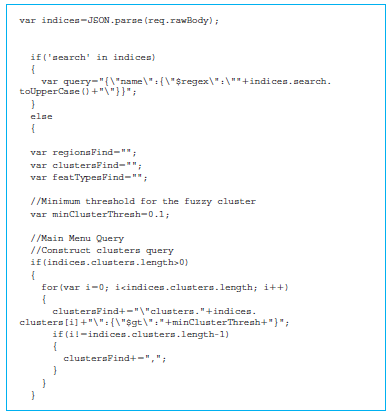 var indices=JSON.parse(req.rawBody);
if('search' in indices)
{
var query="{\"name\":{\"$regex\":\""+indices.search.
toUpperCase()+"\"}}";
}
else
{
var regionsFind="";
var clustersFind="";
var featTypesFind="";
//Minimum threshold for the fuzzy cluster
var minClusterThresh=0.1;
//Main Menu Query
//Construct clusters query
if(indices.clusters.length>0)
{
for(var i=0; i<indices.clusters.length; i++)
{
clustersFind+="\"clusters."+indices.
clusters[i]+"\":{\"$gt\":"+minClusterThresh+"}";
if(i!=indices.clusters.length-1)
{
clustersFind+=",";
}
}
}